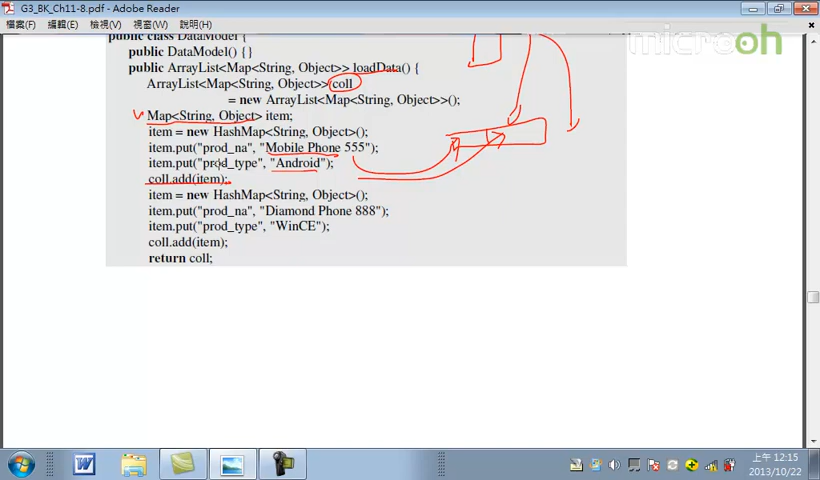 G3_BK_Ch11-8.pdf - Adobe Reader
檔案(F) 編輯(E) 檢視(V) 視窗(W) 說明(H)
microoh
public class DataModel {
public DataModel() {}
public ArrayList<Map<String, Object>> loadData() {
ArrayList<Map<String, Object>> coll
= new ArrayList<Map<String, Object>>();
Map<String, Object> item;
item = new HashMap<String, Object>();
item.put("prod_na", "Mobile Phone 555");
item.put("prod_type", "Android");
coll.add(item);
item = new HashMap<String, Object>();
item.put("prod_na", "Diamond Phone 888");
item.put("prod_type", "WinCE");
coll.add(item);
return coll;
上午 12:15
2013/10/22